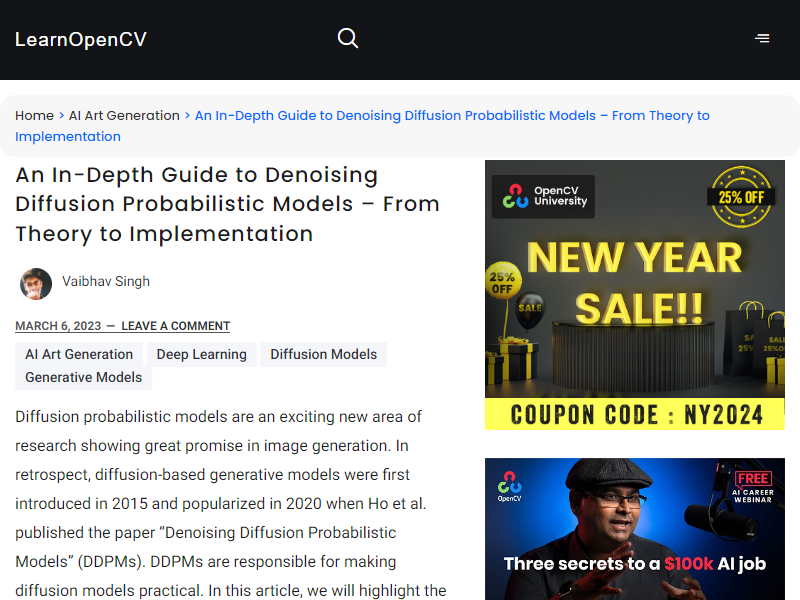 LearnOpenCV
Home > AI Art Generation > An In-Depth Guide to Denoising Diffusion Probabilistic Models – From Theory to
Implementation
An In-Depth Guide to Denoising
Diffusion Probabilistic Models – From
Theory to Implementation
Vaibhav Singh
MARCH 6, 2023 — LEAVE A COMMENT
AI Art Generation Deep Learning Diffusion Models
Generative Models
Diffusion probabilistic models are an exciting new area of
research showing great promise in image generation. In
retrospect, diffusion-based generative models were first
introduced in 2015 and popularized in 2020 when Ho et al.
published the paper “Denoising Diffusion Probabilistic
Models” (DDPMs). DDPMs are responsible for making
diffusion models practical. In this article, we will highlight the
OpenCV
University
25% OFF
NEW YEAR
SALE!!
25%
OFF
SALE
SALE
25%
SALE
25%
COUPON CODE : NY2024
OpenCV
FREE
AI CAREER
WEBINAR
Three secrets to a $100k AI job